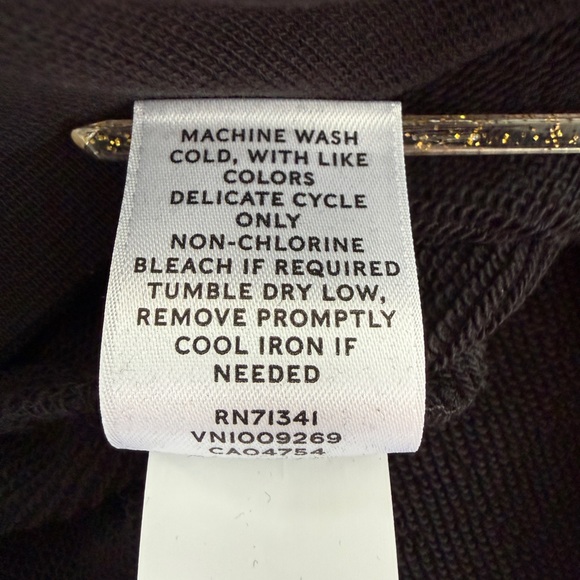 MACHINE WASH
COLD, WITH LIKE
COLORS
DELICATE CYCLE
ONLY
NON-CHLORINE
BLEACH IF REQUIRED
TUMBLE DRY LOW,
REMOVE PROMPTLY
COOL IRON IF
NEEDED
RN71341
VN1009269
CA04754